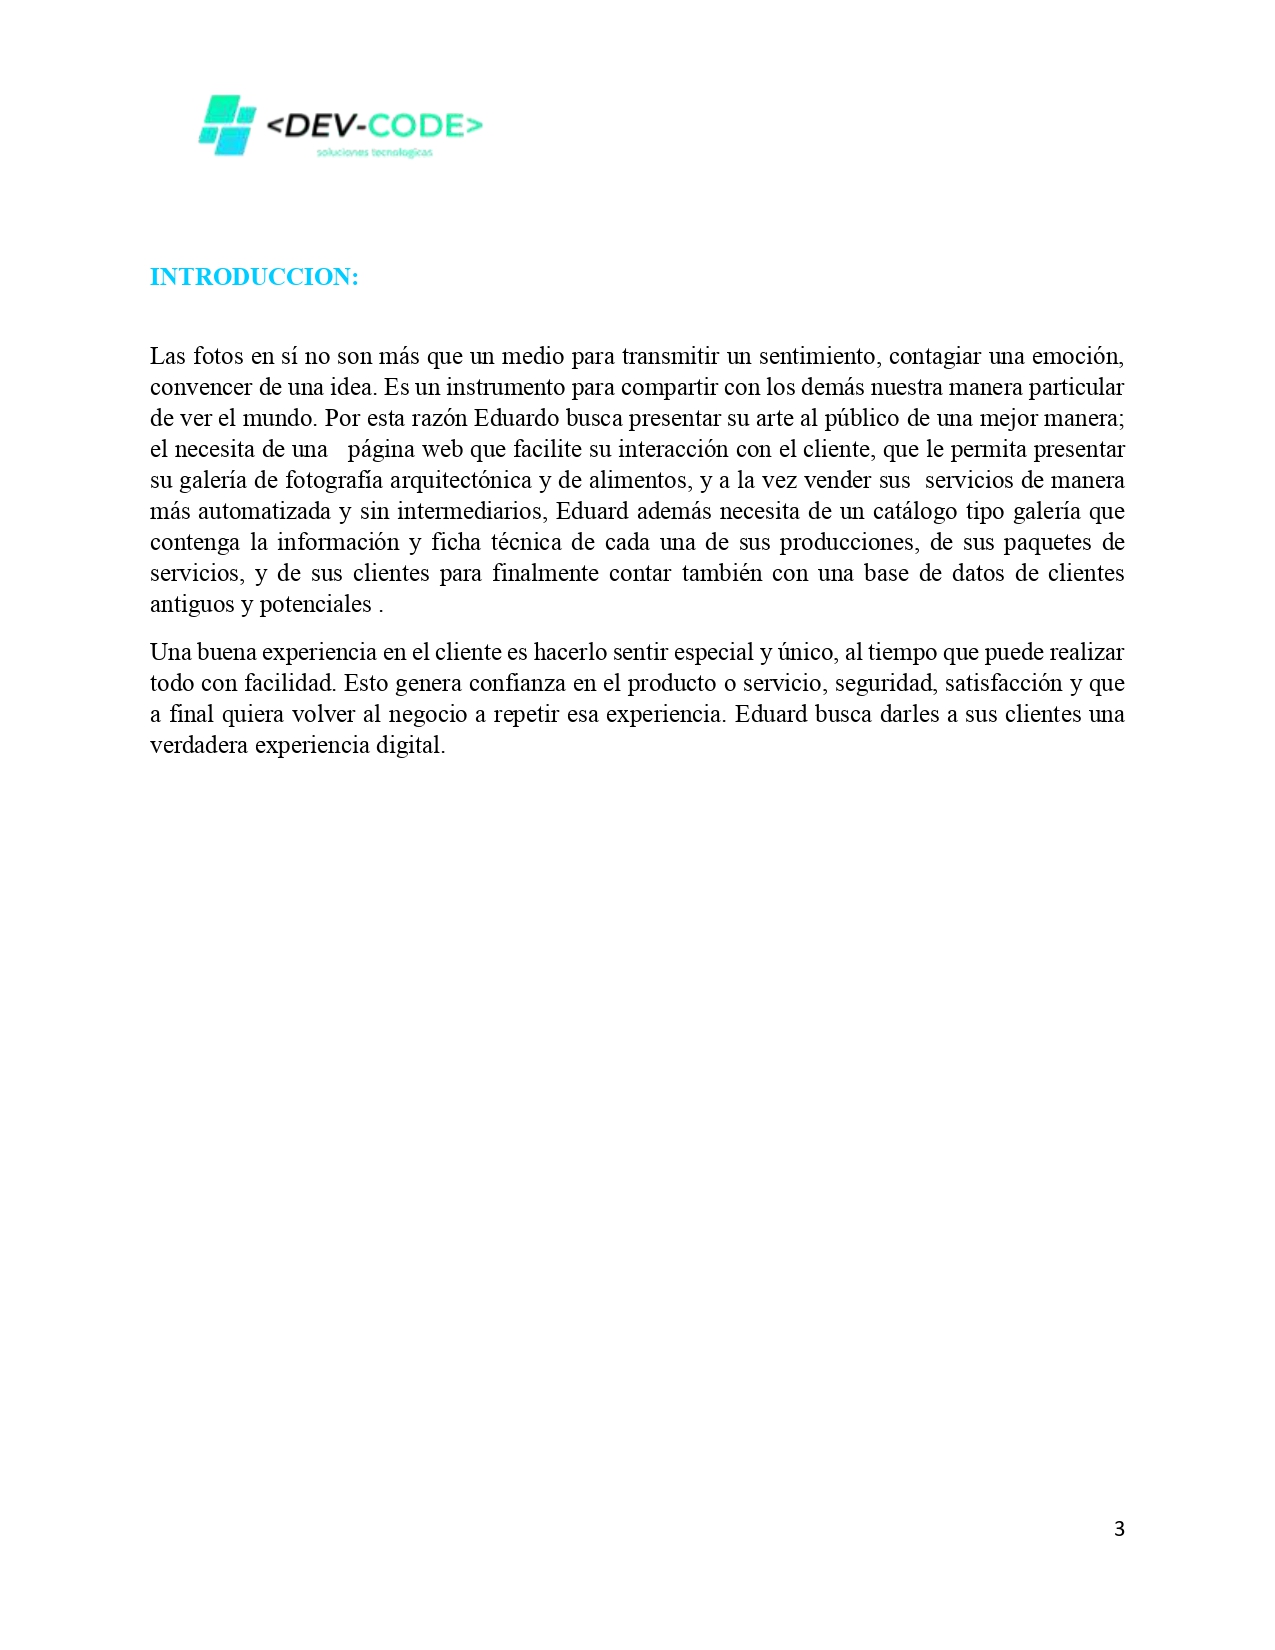 <DEV-CODE>
soluciones tecnologicas
INTRODUCCION:
Las fotos en sí no son más que un medio para transmitir un sentimiento, contagiar una emoción,
convencer de una idea. Es un instrumento para compartir con los demás nuestra manera particular
de ver el mundo. Por esta razón Eduardo busca presentar su arte al público de una mejor manera;
el necesita de una página web que facilite su interacción con el cliente, que le permita presentar
su galería de fotografía arquitectónica y de alimentos, y a la vez vender sus servicios de manera
más automatizada y sin intermediarios, Eduard además necesita de un catálogo tipo galería que
contenga la información y ficha técnica de cada una de sus producciones, de sus paquetes de
servicios, y de sus clientes para finalmente contar también con una base de datos de clientes
antiguos y potenciales .
Una buena experiencia en el cliente es hacerlo sentir especial y único, al tiempo que puede realizar
todo con facilidad. Esto genera confianza en el producto o servicio, seguridad, satisfacción y que
a final quiera volver al negocio a repetir esa experiencia. Eduard busca darles a sus clientes una
verdadera experiencia digital.
3